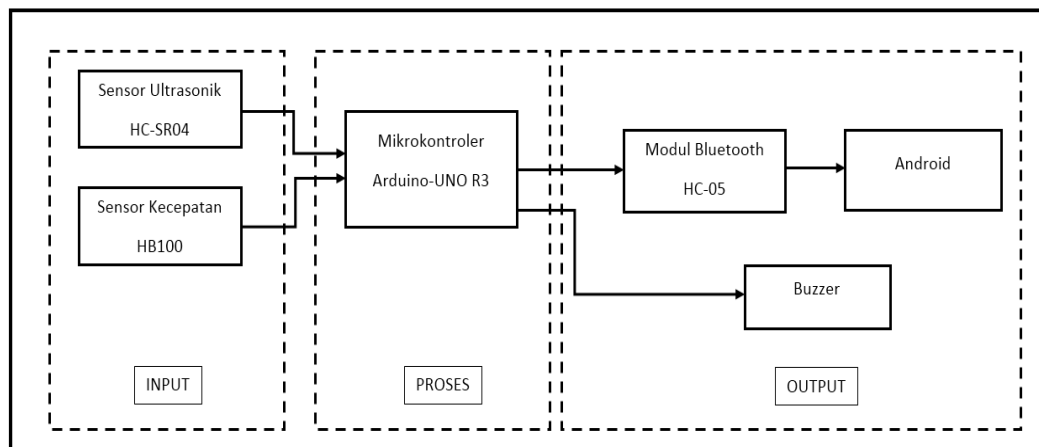 Sensor Ultrasonik
HC-SR04
Sensor Kecepatan
HB100
INPUT
Mikrokontroler
Arduino-UNO R3
PROSES
Modul Bluetooth
HC-05
Android
Buzzer
OUTPUT